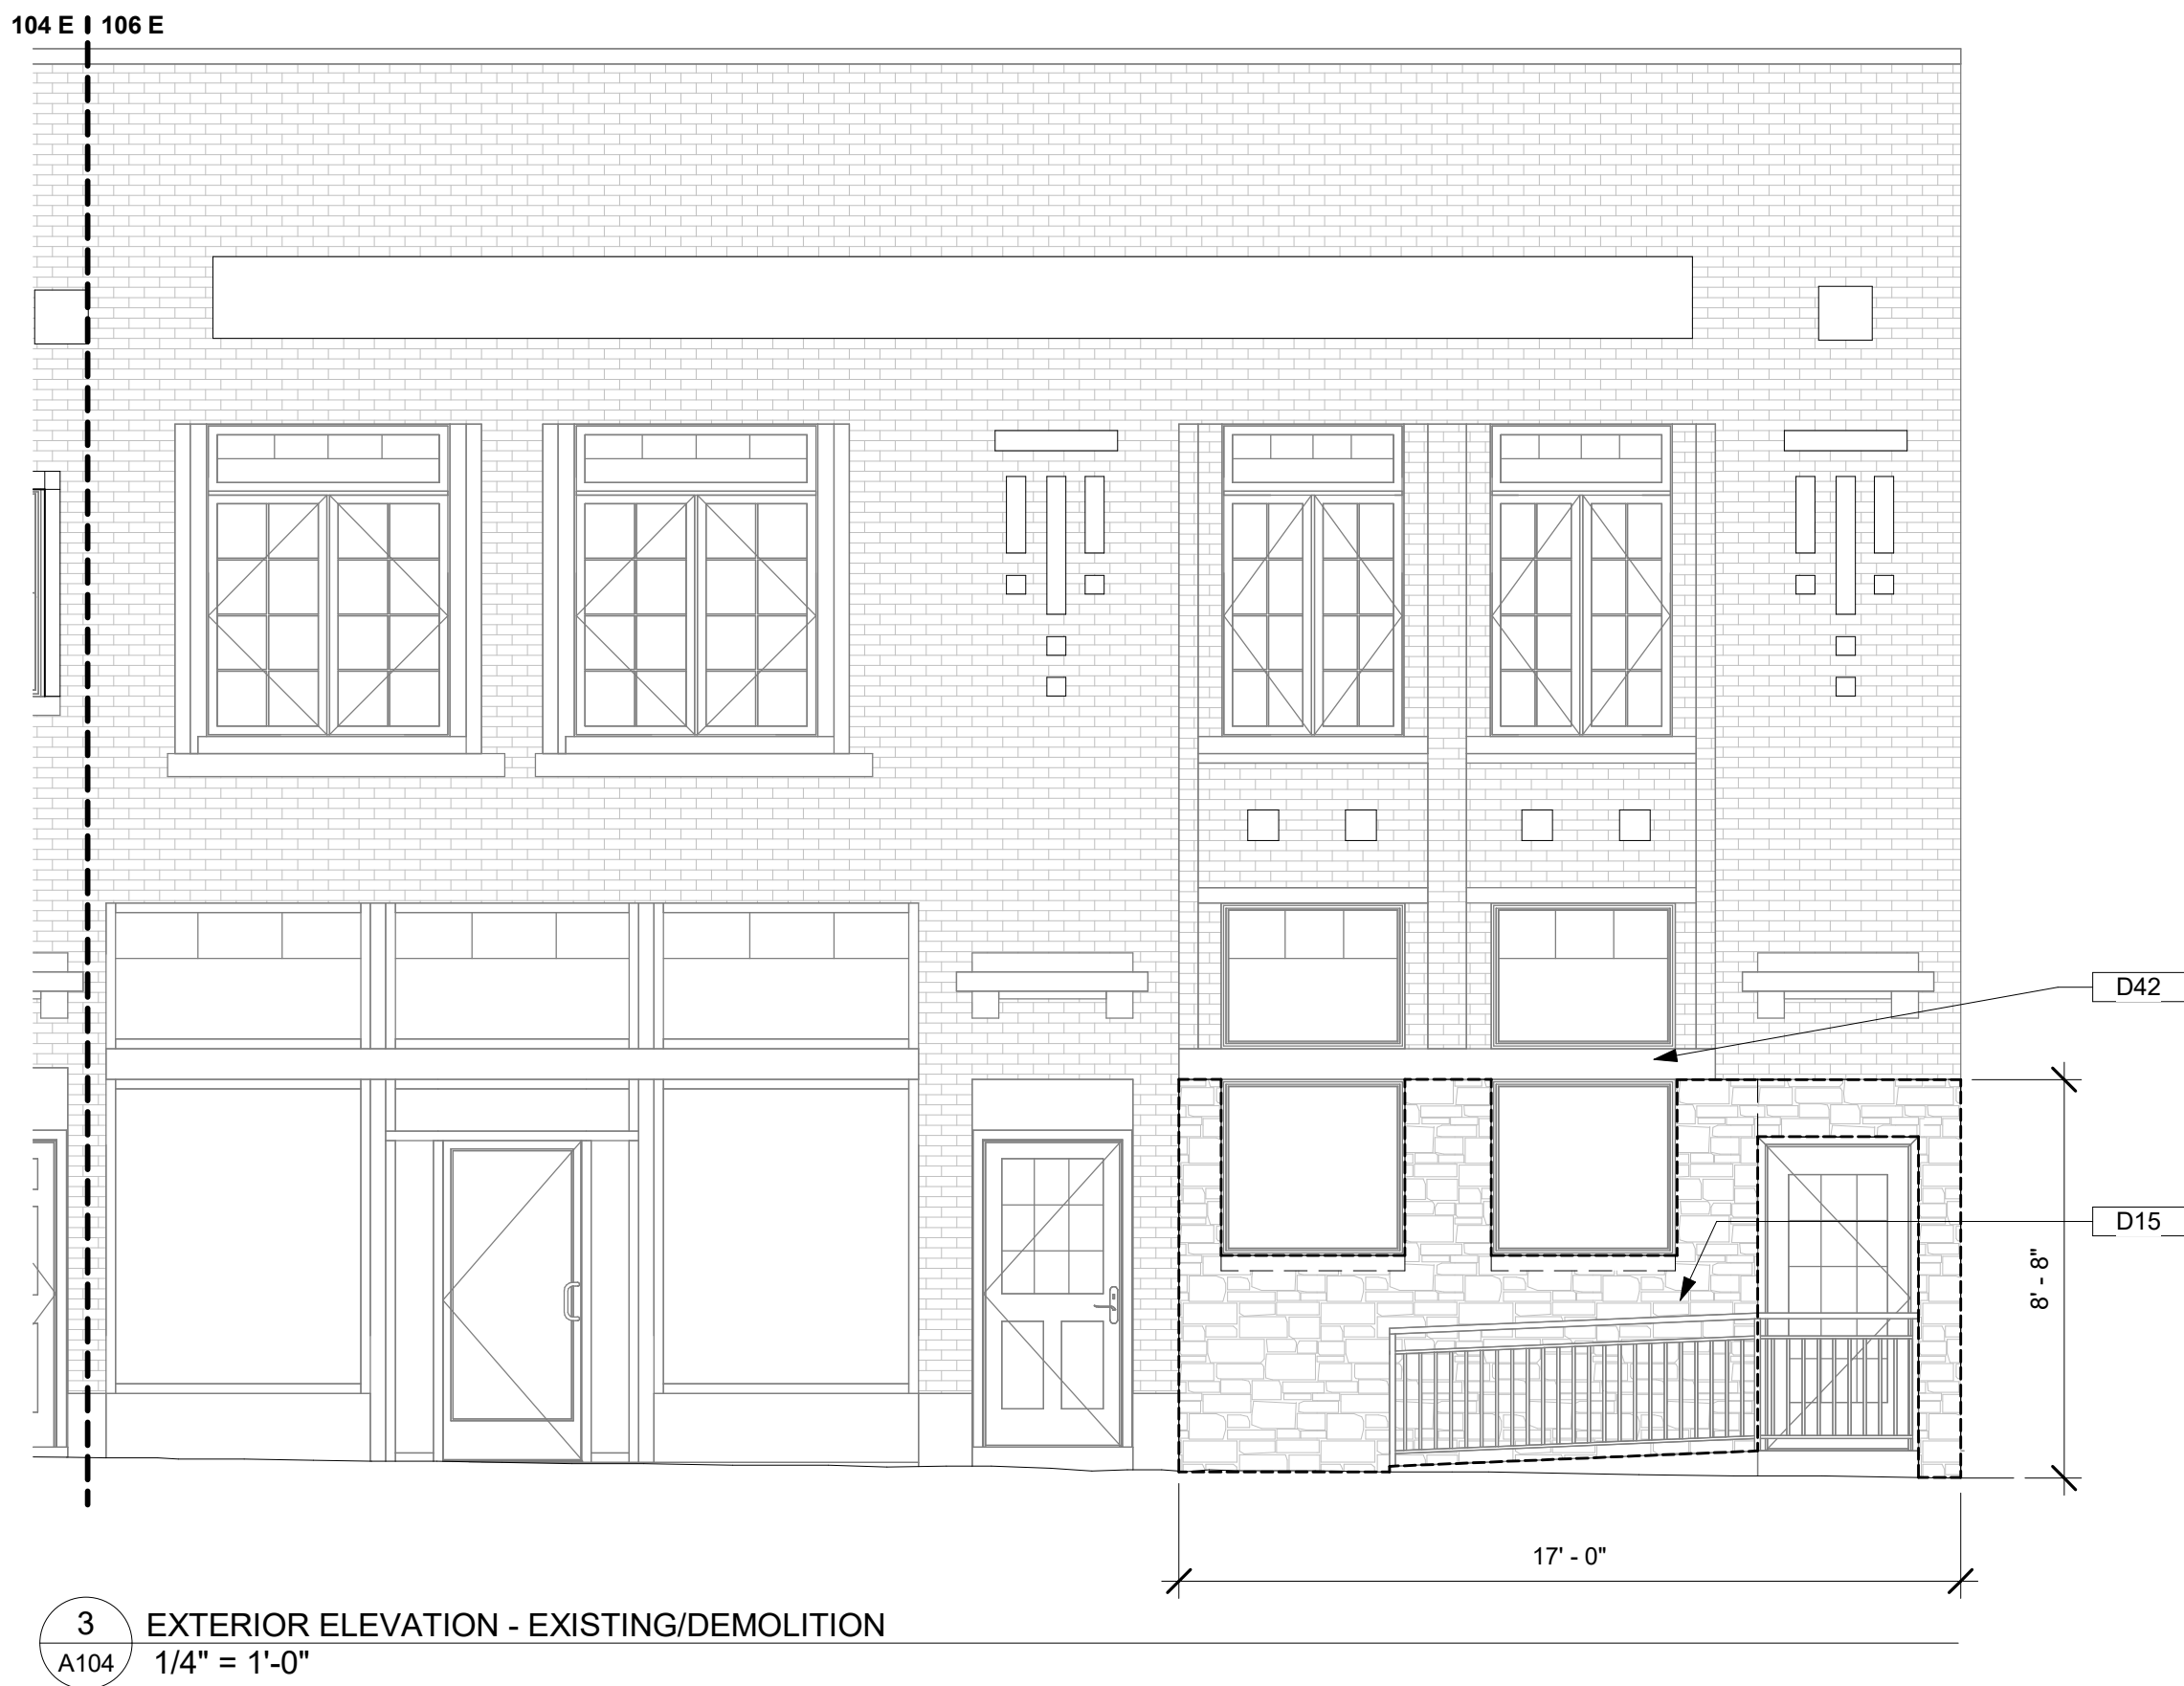 104 E 106 E
D42
D15
8' - 8"
17' - 0"
3
EXTERIOR ELEVATION - EXISTING/DEMOLITION
A104
1/4" = 1'-0"